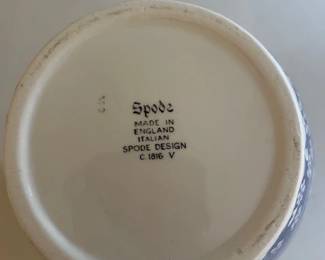 Spode
MADE IN
ENGLAND
ITALIAN
SPODE DESIGN
C.1816 V